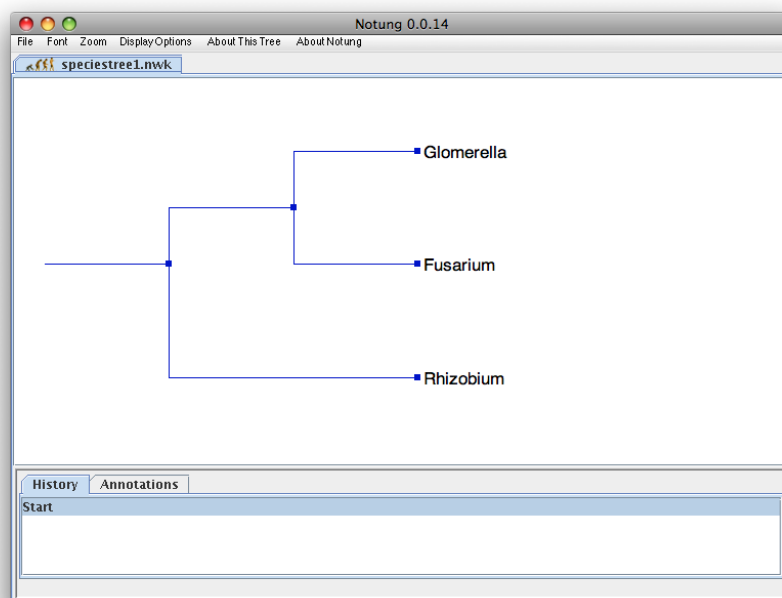 Notung 0.0.14
File Font Zoom Display Options About This Tree About Notung
speciestree1.nwk
Glomerella
Fusarium
Rhizobium
History Annotations
Start